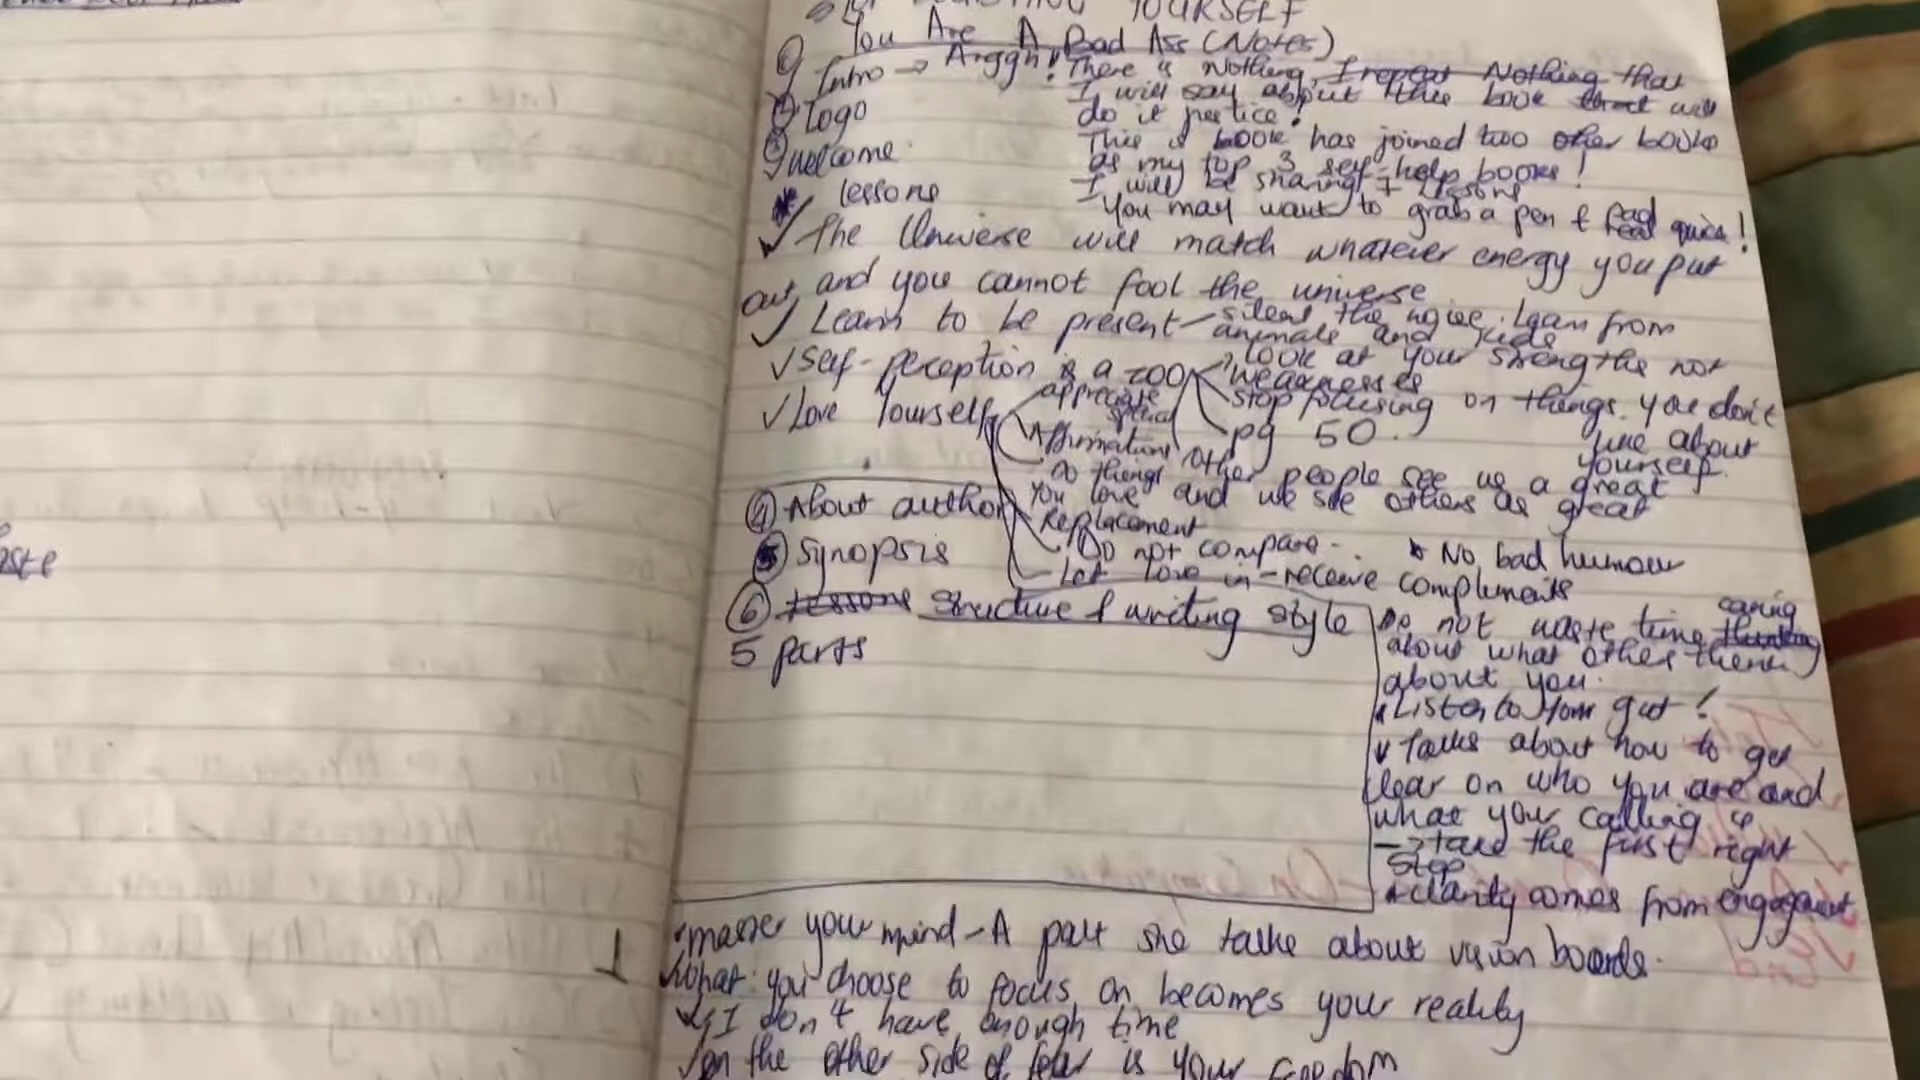 YOURSELF
You Are A Bad Ass (Notes)
① Intro → Arggh! There is Nothing, I repeat Nothing that
I will say about this book that will
② Logo
do it justice!
This book has joined two other books
③ welcome
as my top 3 self-help books!
I will be sharing 7 lessons
lessons
You may want to grab a pen & pad quick!
✓ The Universe will match whatever energy you put
out, and you cannot fool the universe
✓ Learn to be present - silent the noise. Learn from
animals and kids
✓ Self-perception is a zoo
look at your strengths not
weaknesses
stop focusing on things you don't
like about
yourself.
pg 50.
✓ Love Yourself
appreciate
special
Affirmations
Do things
you love
Other people see us a great
and we see others as great
④ About author
Replacement
⑤ Synopsis
Do not compare -
No bad humour
Let love in - receive compliments
⑥ Lessons Structure & writing style
5 parts
Do not waste time thinking caring
about what others think
about you.
Listen to your gut!
Talks about how to get
clear on who you are and
what your calling is
→ take the first right
step
clarity comes from engagement
master your mind - A part she talks about vision boards.
What you choose to focus on becomes your reality
I don't have enough time
on the other side of fear is your freedom